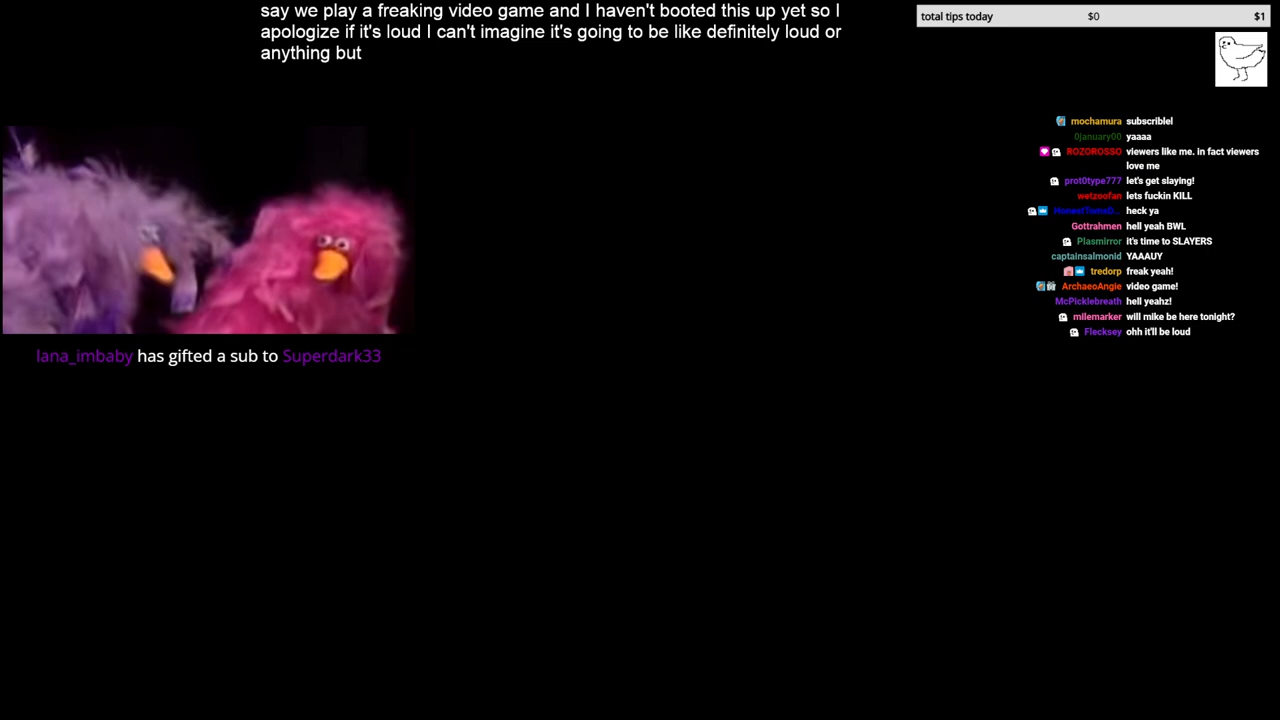 say we play a freaking video game and I haven't booted this up yet so I
apologize if it's loud I can't imagine it's going to be like definitely loud or
anything but
total tips today $0 $1
mochamura subscriblel
0january00 yaaaa
ROZOROSSO viewers like me. in fact viewers
love me
prot0type777 let's get slaying!
wetzoofan lets fuckin KILL
heck ya
Gottrahmen hell yeah BWL
Plasmirror it's time to SLAYERS
captainsalmonid YAAAUY
tredorp freak yeah!
ArchaeoAngie video game!
McPicklebreath hell yeahz!
milemarker will mike be here tonight?
Flecksey ohh it'll be loud
lana_imbaby has gifted a sub to Superdark33